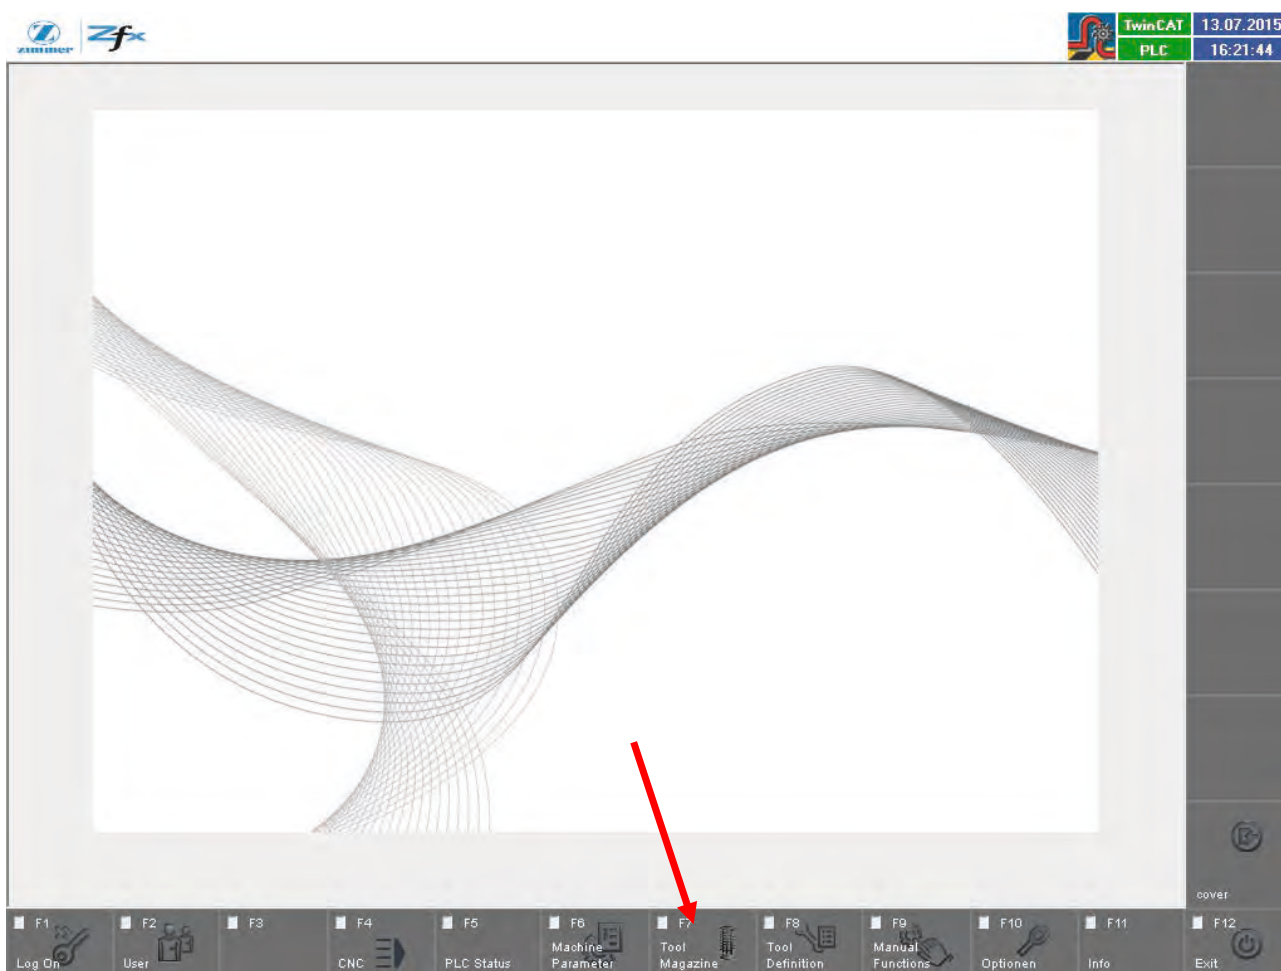 zimmer
Zfx
TwinCAT 13.07.2015
PLC 16:21:44
cover
F1 F2 F3 F4 F5 F6 F7 F8 F9 F10 F11 F12
Machine Tool Tool Manual
Log On User CNC PLC Status Parameter Magazine Definition Functions Optionen Info Exit